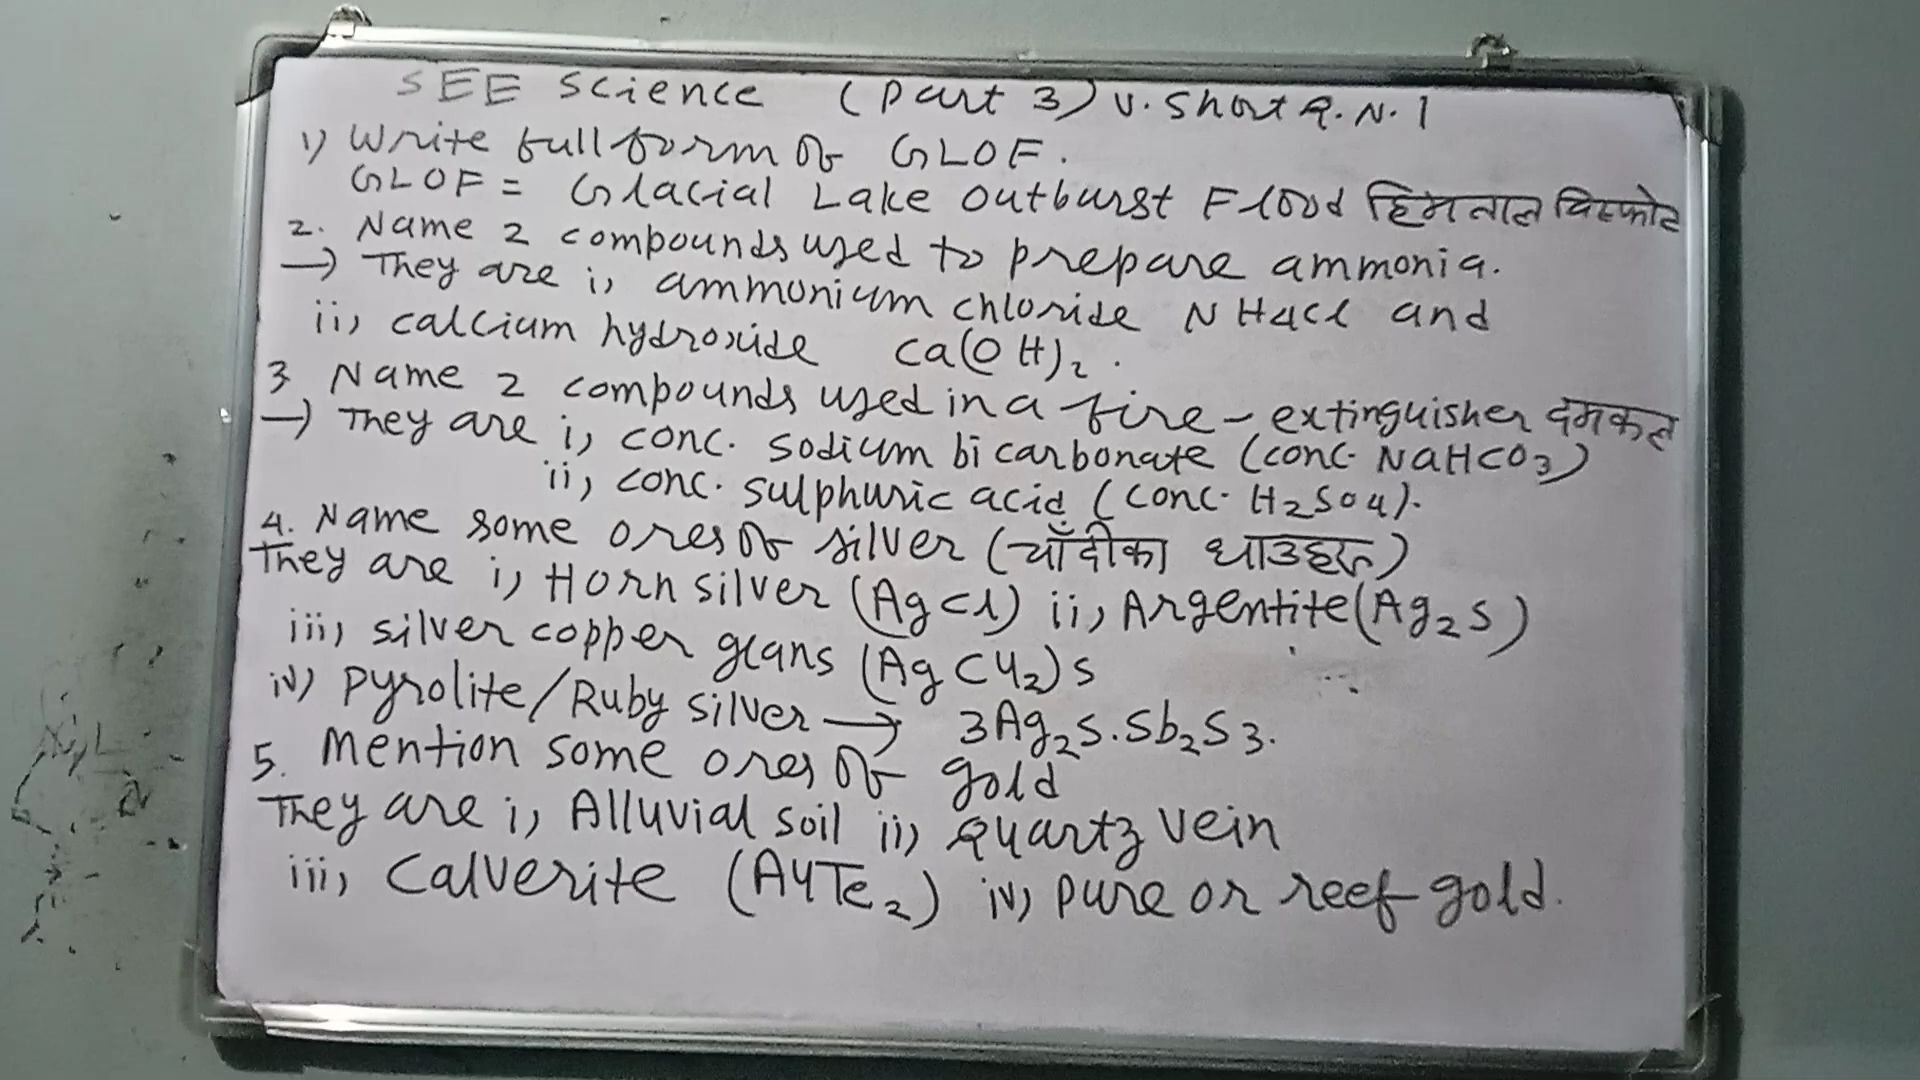 SEE Science (Part 3) V. Short Q. N. 1
1) Write full form of GLOF.
GLOF = Glacial Lake Outburst Flood हिमताल विस्फोट
2. Name 2 compounds used to prepare ammonia.
→ They are i, ammonium chloride NH4Cl and
ii, calcium hydroxide Ca(OH)₂.
3 Name 2 compounds used in a fire-extinguisher दमकल
→ They are i, conc. sodium bicarbonate (conc. NaHCO3)
ii, conc. sulphuric acid (conc. H2SO4).
4. Name some ores of silver (चाँदीका धाउहरू)
They are i, Horn silver (AgCl) ii, Argentite (Ag₂S)
iii, silver copper glans (AgCu₂)S
iv) Pyrolite/Ruby silver → 3Ag₂S.Sb₂S3.
5. Mention some ores of gold
They are i, Alluvial soil ii) Quartz vein
iii, Calverite (AuTe₂) iv) pure or reef gold.